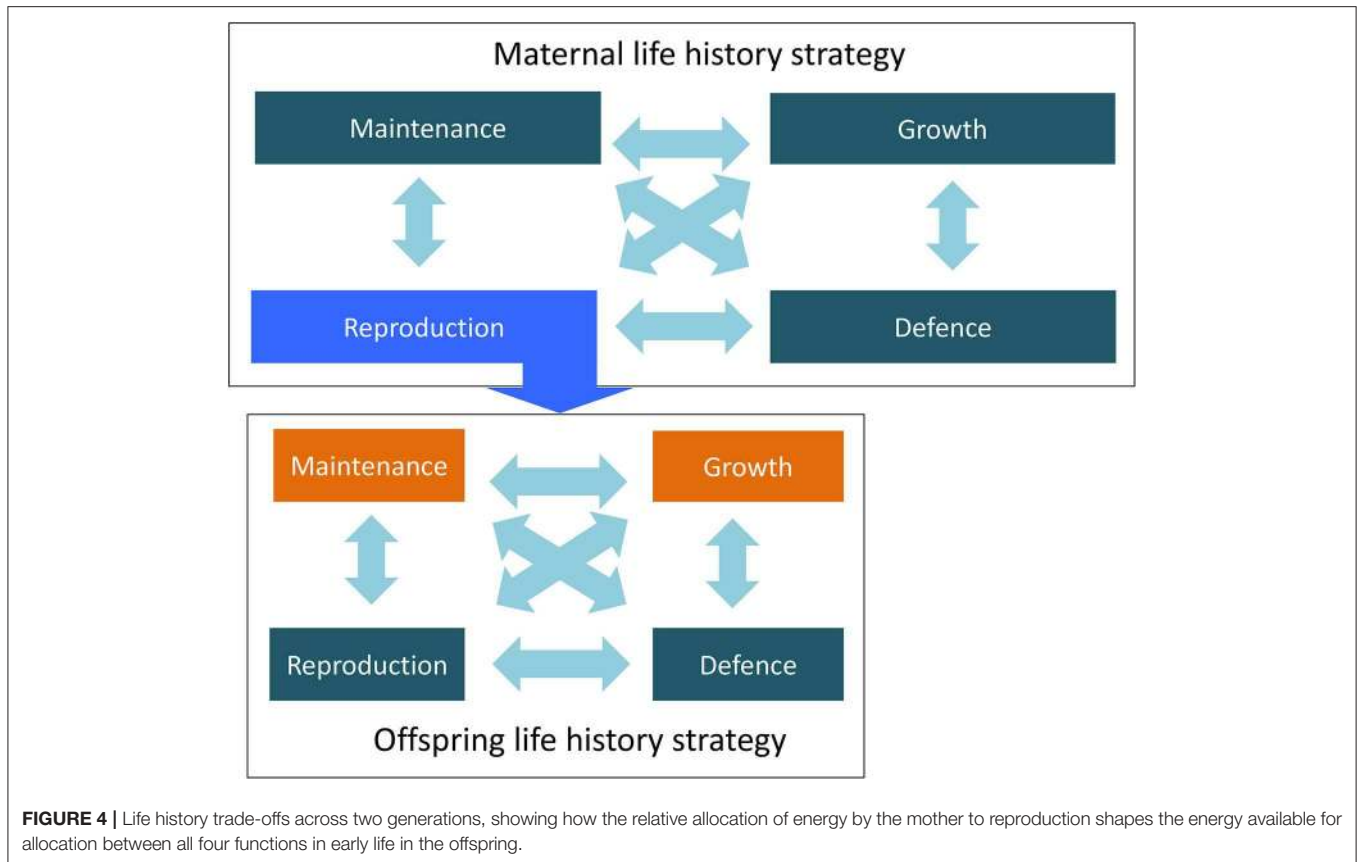 Maternal life history strategy
Maintenance
Growth
Reproduction
Defence
Maintenance
Growth
Reproduction
Defence
Offspring life history strategy
FIGURE 4 | Life history trade-offs across two generations, showing how the relative allocation of energy by the mother to reproduction shapes the energy available for
allocation between all four functions in early life in the offspring.